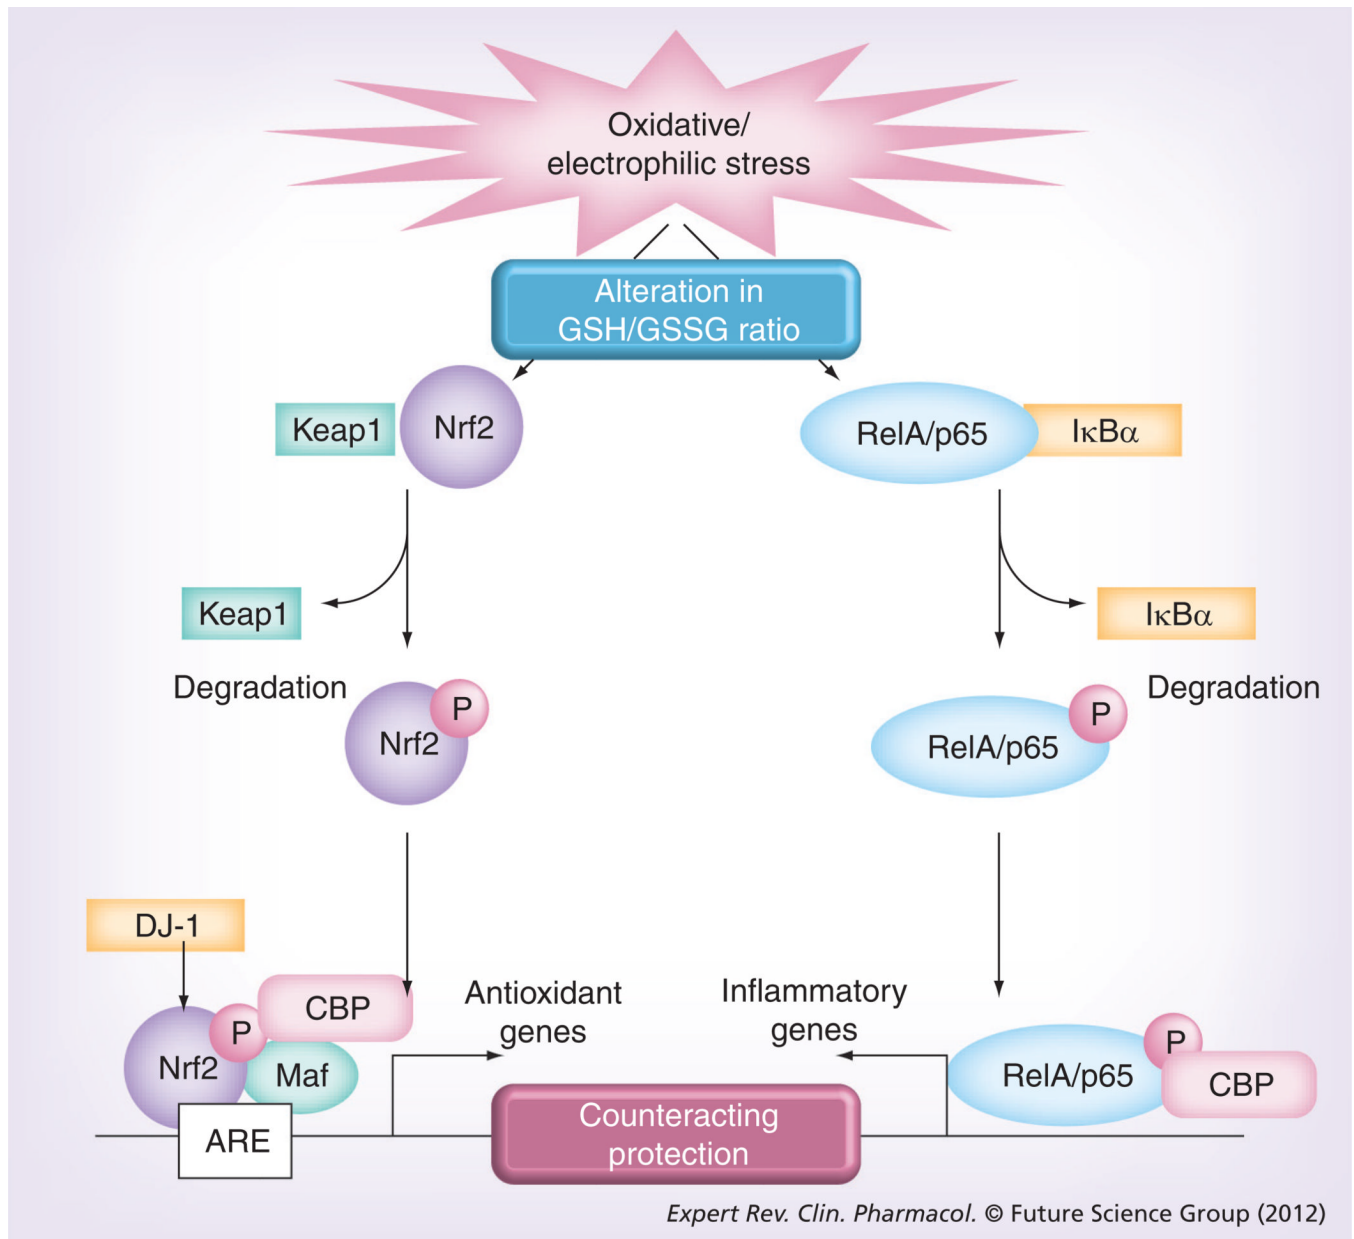 Oxidative/
electrophilic stress
Alteration in
GSH/GSSG ratio
Keap1
Nrf2
RelA/p65
IκBα
Keap1
IκBα
Degradation
Degradation
Nrf2
P
RelA/p65
P
DJ-1
CBP
P
Nrf2
Maf
ARE
Antioxidant
genes
Inflammatory
genes
P
RelA/p65
CBP
Counteracting
protection
Expert Rev. Clin. Pharmacol. © Future Science Group (2012)